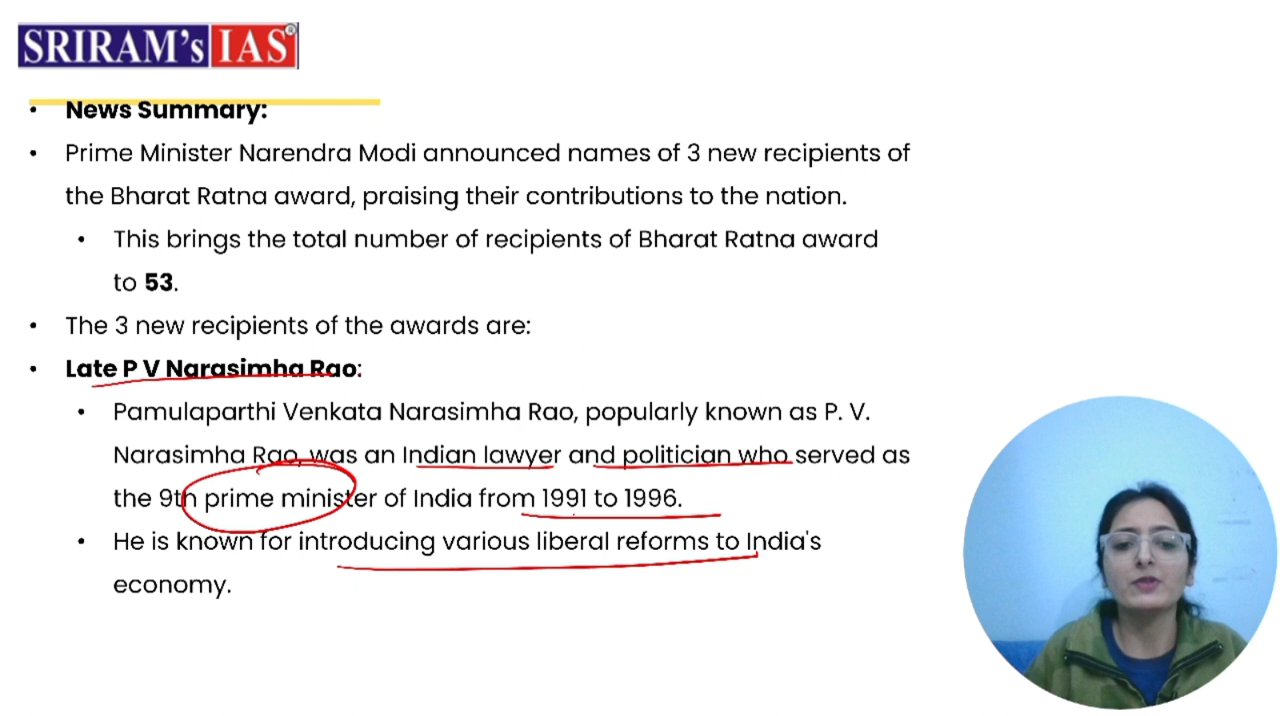 SRIRAM's IAS®
• News Summary:
• Prime Minister Narendra Modi announced names of 3 new recipients of
the Bharat Ratna award, praising their contributions to the nation.
• This brings the total number of recipients of Bharat Ratna award
to 53.
• The 3 new recipients of the awards are:
• Late P V Narasimha Rao:
• Pamulaparthi Venkata Narasimha Rao, popularly known as P. V.
Narasimha Rao, was an Indian lawyer and politician who served as
the 9th prime minister of India from 1991 to 1996.
• He is known for introducing various liberal reforms to India's
economy.